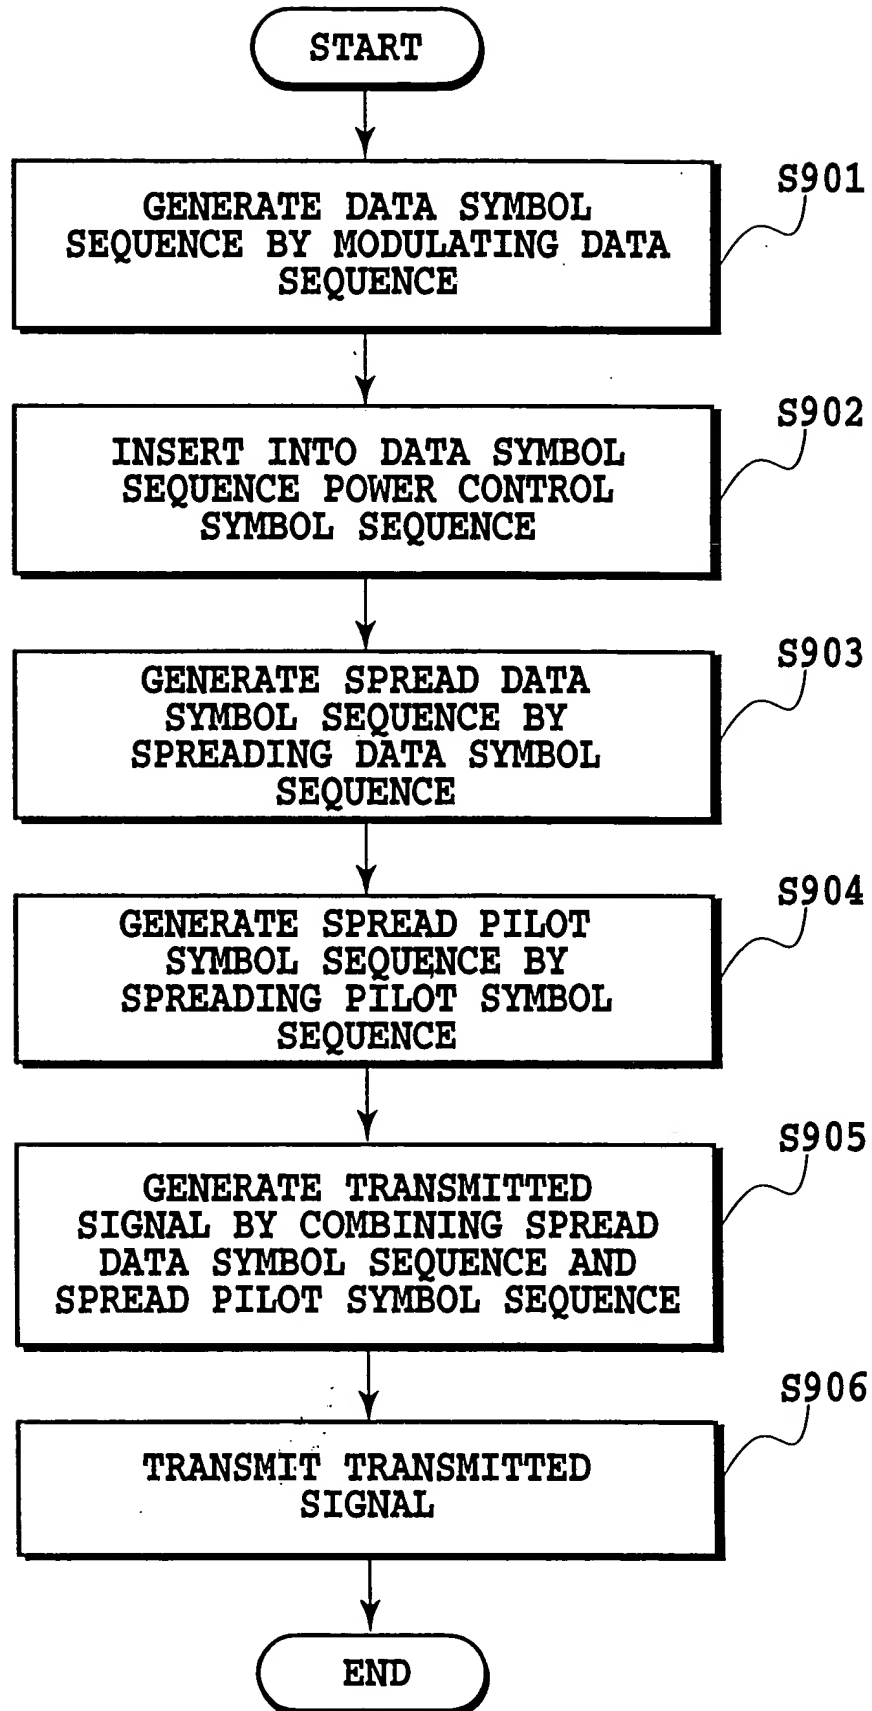 START
S901
GENERATE DATA SYMBOL
SEQUENCE BY MODULATING DATA
SEQUENCE
S902
INSERT INTO DATA SYMBOL
SEQUENCE POWER CONTROL
SYMBOL SEQUENCE
S903
GENERATE SPREAD DATA
SYMBOL SEQUENCE BY
SPREADING DATA SYMBOL
SEQUENCE
S904
GENERATE SPREAD PILOT
SYMBOL SEQUENCE BY
SPREADING PILOT SYMBOL
SEQUENCE
S905
GENERATE TRANSMITTED
SIGNAL BY COMBINING SPREAD
DATA SYMBOL SEQUENCE AND
SPREAD PILOT SYMBOL SEQUENCE
S906
TRANSMIT TRANSMITTED
SIGNAL
END